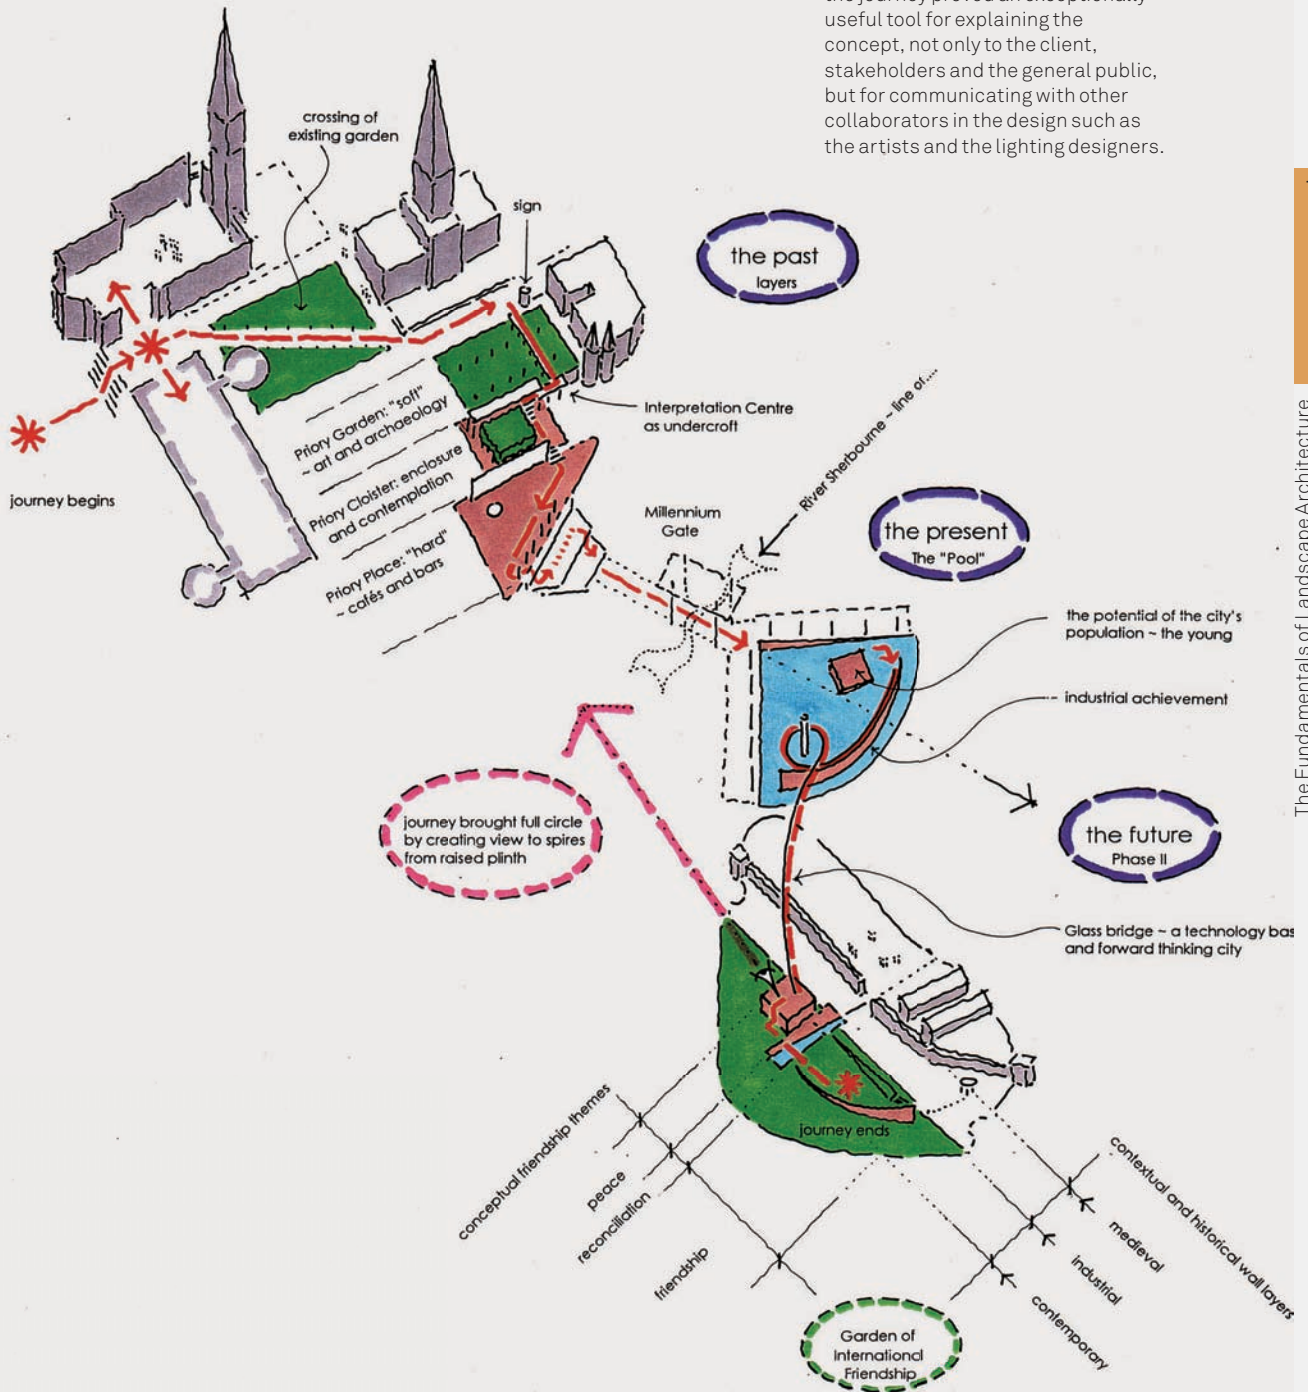 the journey proved an exceptionally
useful tool for explaining the
concept, not only to the client,
stakeholders and the general public,
but for communicating with other
collaborators in the design such as
the artists and the lighting designers.
crossing of
existing garden
sign
the past
layers
Interpretation Centre
as undercroft
Priory Garden: "soft"
~ art and archaeology
Priory Cloister: enclosure
and contemplation
Priory Place: "hard"
~ cafés and bars
journey begins
River Sherbourne ~ line of....
Millennium
Gate
the present
The "Pool"
the potential of the city's
population ~ the young
industrial achievement
journey brought full circle
by creating view to spires
from raised plinth
the future
Phase II
Glass bridge ~ a technology bas
and forward thinking city
journey ends
conceptual friendship themes
peace
reconciliation
friendship
contextual and historical wall layers
medieval
industrial
contemporary
Garden of
International
Friendship
The Fundamentals of Landscape Architecture